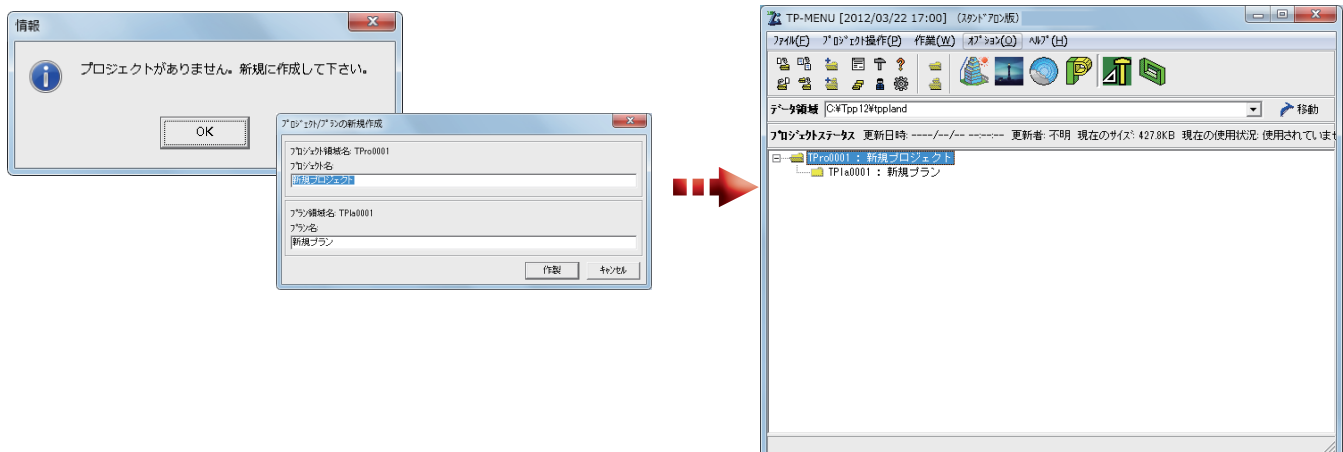 情報
プロジェクトがありません。新規に作成して下さい。
OK
ﾌﾟﾛｼﾞｪｸﾄ/ﾌﾟﾗﾝの新規作成
ﾌﾟﾛｼﾞｪｸﾄ領域名: TPro0001
ﾌﾟﾛｼﾞｪｸﾄ名:
新規プロジェクト
ﾌﾟﾗﾝ領域名: TPla0001
ﾌﾟﾗﾝ名:
新規プラン
作製 ｷｬﾝｾﾙ
TP-MENU [2012/03/22 17:00] (ｽﾀﾝﾄﾞｱﾛﾝ版)
ﾌｧｲﾙ(F) ﾌﾟﾛｼﾞｪｸﾄ操作(P) 作業(W) ｵﾌﾟｼｮﾝ(O) ﾍﾙﾌﾟ(H)
ﾃﾞｰﾀ領域 C:¥Tpp12¥tppland 移動
ﾌﾟﾛｼﾞｪｸﾄｽﾃｰﾀｽ 更新日時: ----/--/-- --:--:-- 更新者: 不明 現在のサイズ: 427.8KB 現在の使用状況: 使用されていませ
TPro0001 : 新規プロジェクト
TPla0001 : 新規プラン